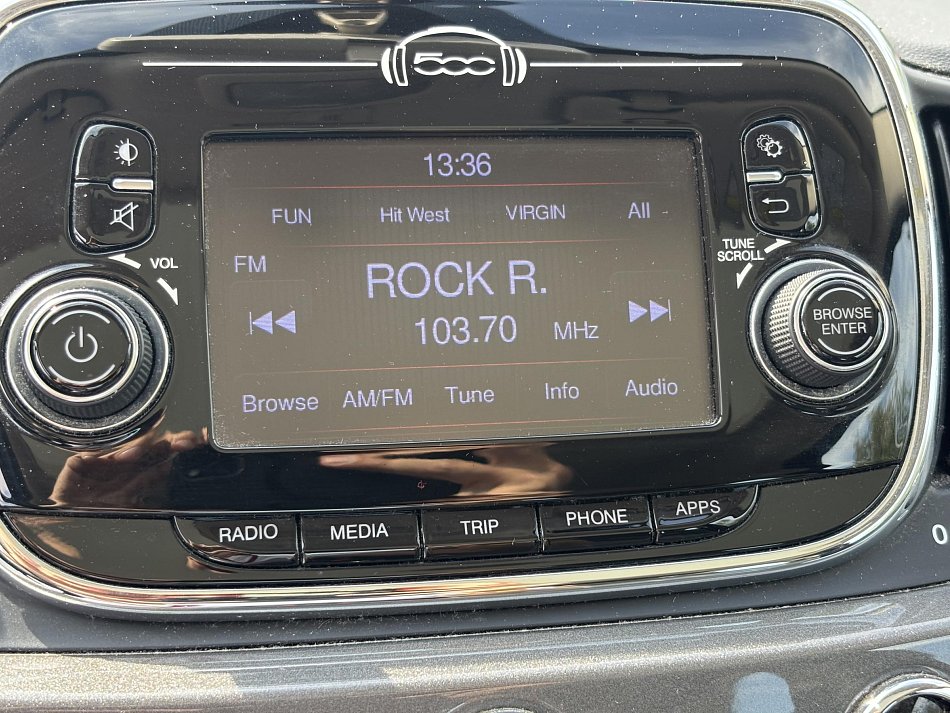 500
13:36
FUN Hit West VIRGIN All
VOL
TUNE
SCROLL
FM
ROCK R.
103.70 MHz
BROWSE
ENTER
Browse AM/FM Tune Info Audio
RADIO MEDIA TRIP PHONE APPS
0